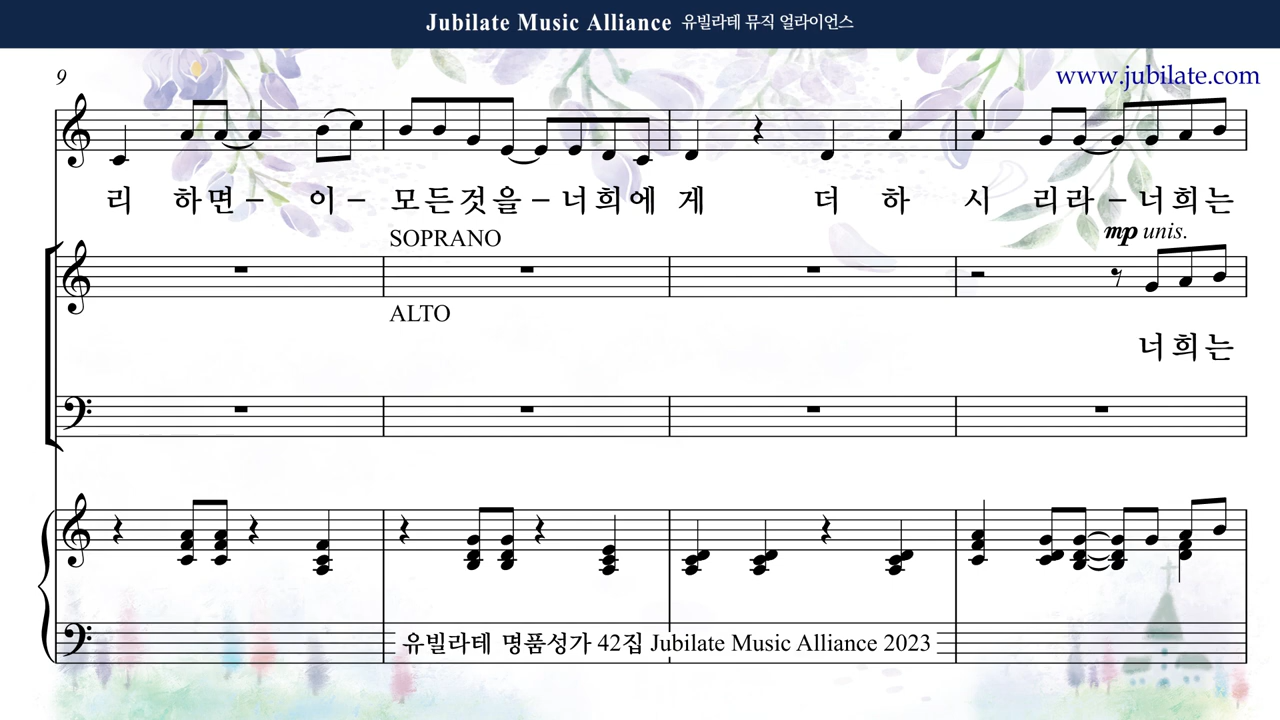 Jubilate Music Alliance 유빌라테 뮤직 얼라이언스
9
www.jubilate.com
리 하면- 이- 모든것을-너희에 게 더 하 시 리라-너희는
SOPRANO
mp unis.
ALTO
너희는
유빌라테 명품성가 42집 Jubilate Music Alliance 2023